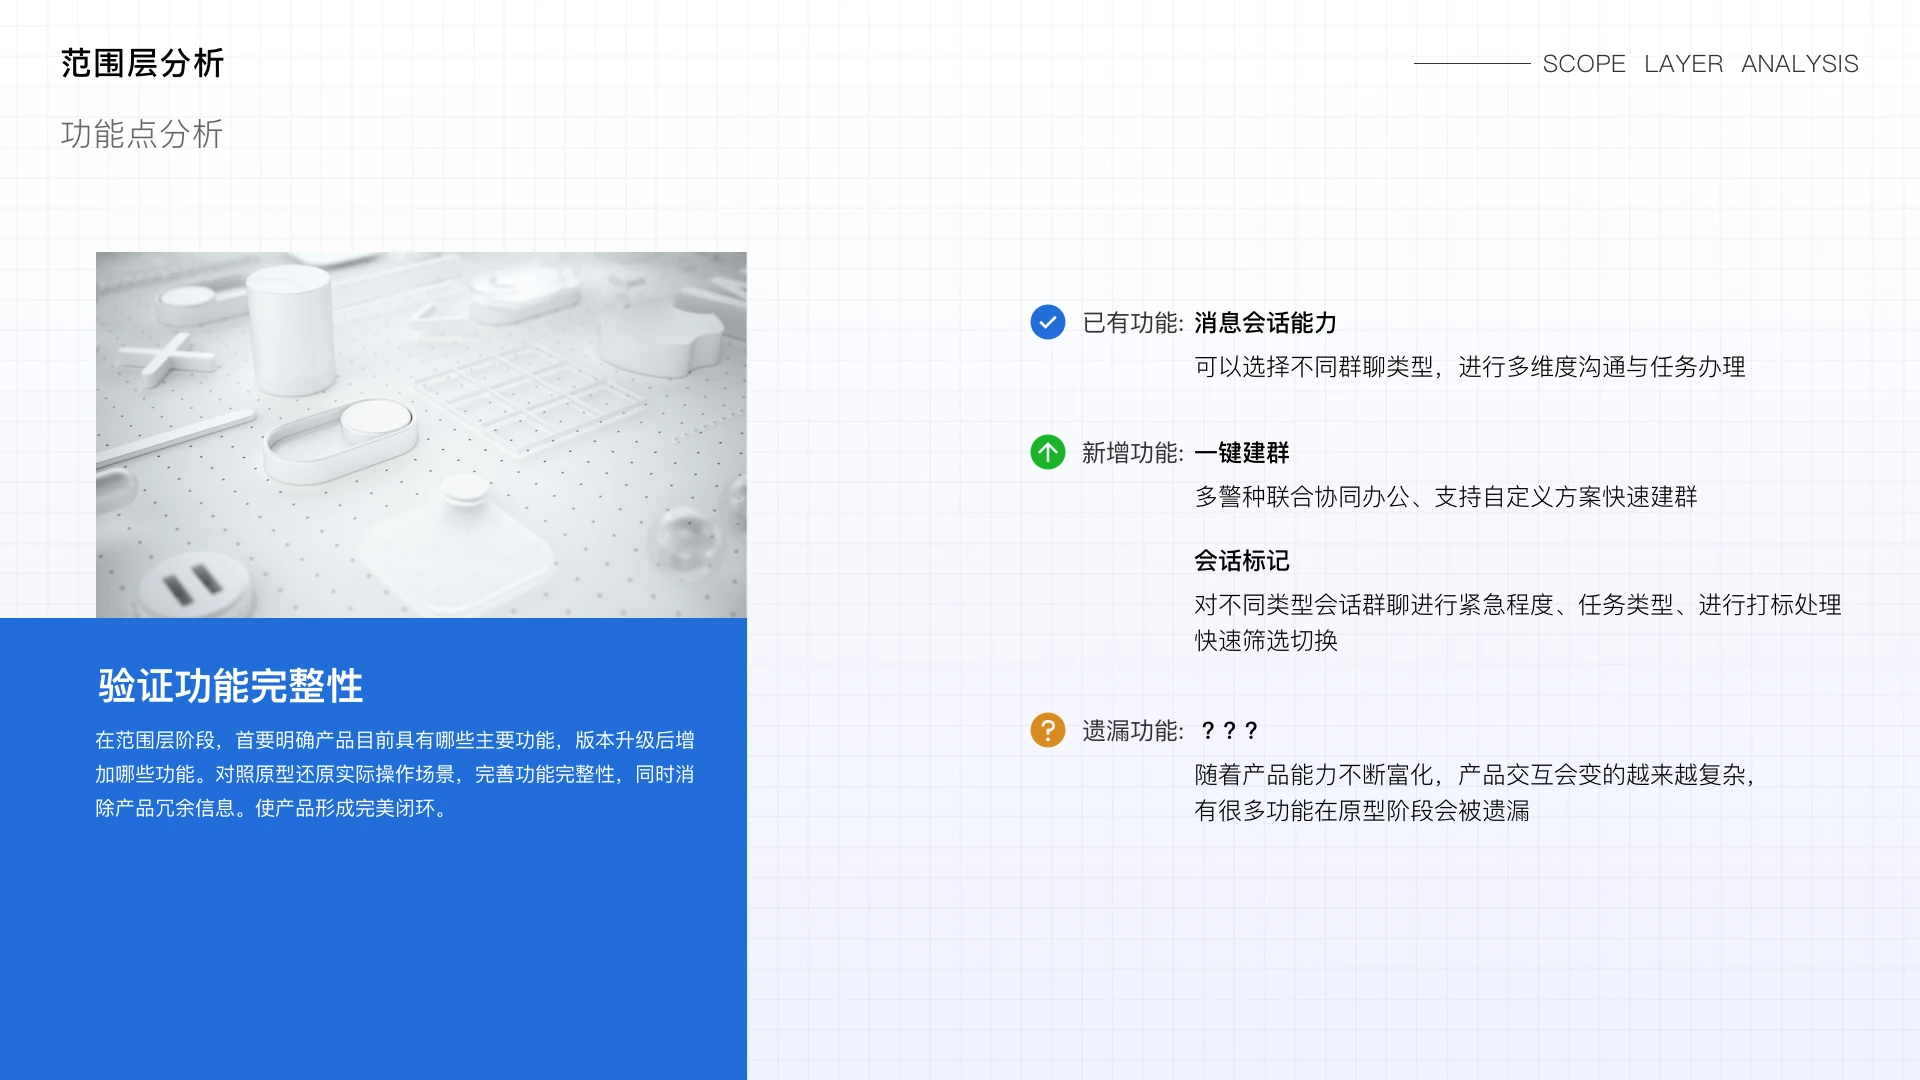 范围层分析
SCOPE LAYER ANALYSIS
功能点分析
验证功能完整性
在范围层阶段，首要明确产品目前具有哪些主要功能，版本升级后增
加哪些功能。对照原型还原实际操作场景，完善功能完整性，同时消
除产品冗余信息。使产品形成完美闭环。
已有功能: 消息会话能力
可以选择不同群聊类型，进行多维度沟通与任务办理
新增功能: 一键建群
多警种联合协同办公、支持自定义方案快速建群
会话标记
对不同类型会话群聊进行紧急程度、任务类型、进行打标处理
快速筛选切换
遗漏功能: ？？？
随着产品能力不断富化，产品交互会变的越来越复杂，
有很多功能在原型阶段会被遗漏